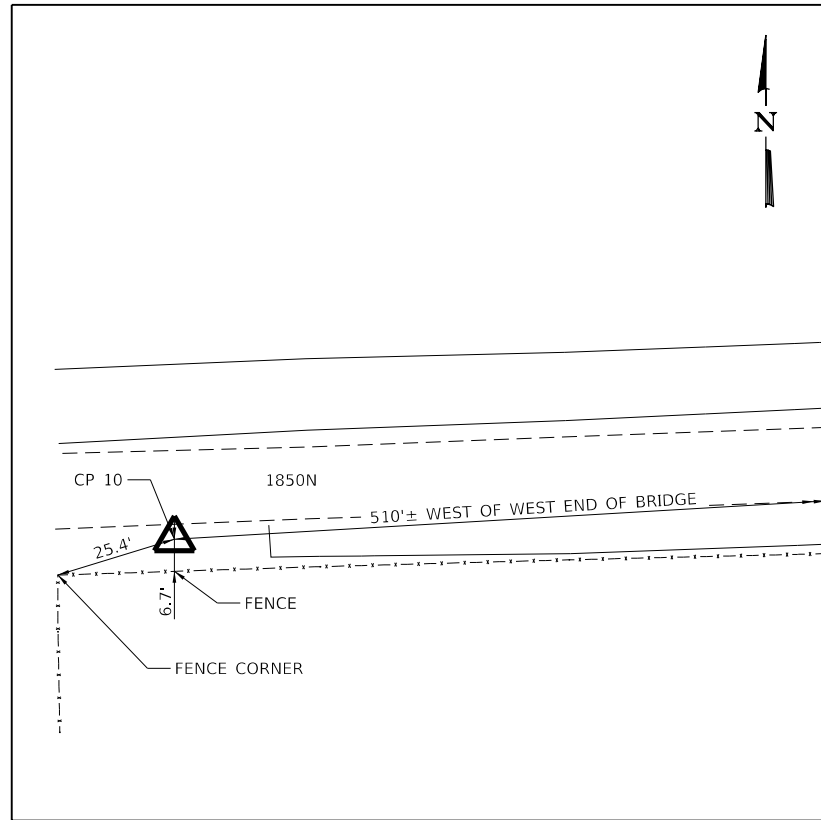 N
CP 10
1850N
510'± WEST OF WEST END OF BRIDGE
25.4'
6.7'
FENCE
FENCE CORNER